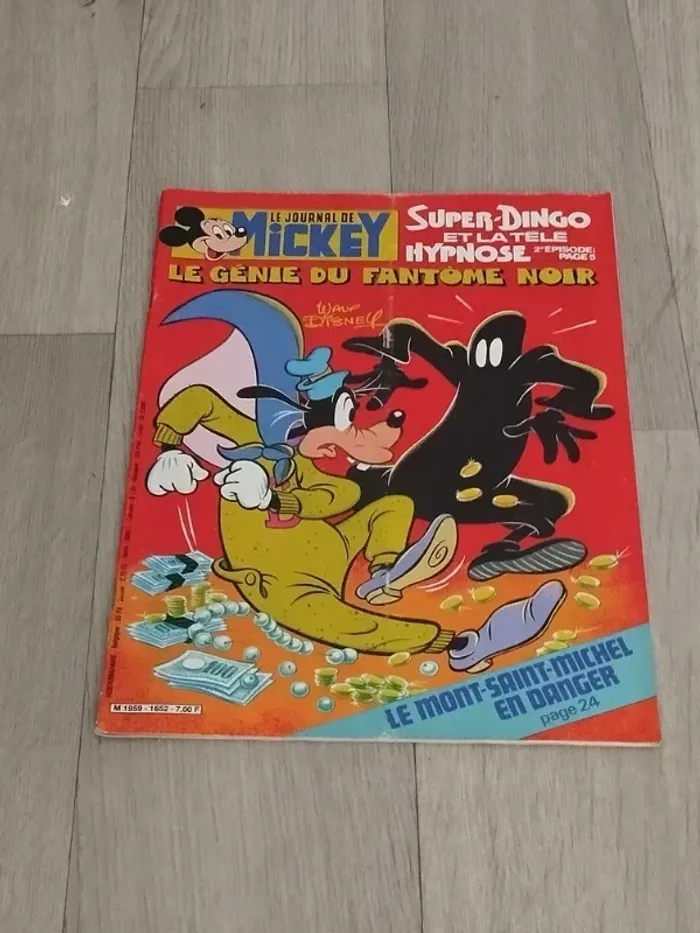 LE JOURNAL DE
MICKEY
SUPER-DINGO
ET LA TÉLÉ
HYPNOSE 2e ÉPISODE:
PAGE 5
LE GÉNIE DU FANTÔME NOIR
WALT
DISNEY
100
LE MONT-SAINT-MICHEL
EN DANGER
page 24
M 1959 - 1652 - 7,00 F